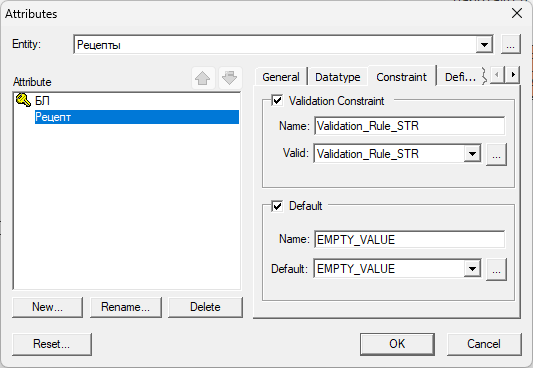 Attributes
Entity:
Рецепты
...
Attribute
БЛ
Рецепт
New...
Rename...
Delete
General
Datatype
Constraint
Defi...
Validation Constraint
Name:
Validation_Rule_STR
Valid:
Validation_Rule_STR
...
Default
Name:
EMPTY_VALUE
Default:
EMPTY_VALUE
...
Reset...
OK
Cancel